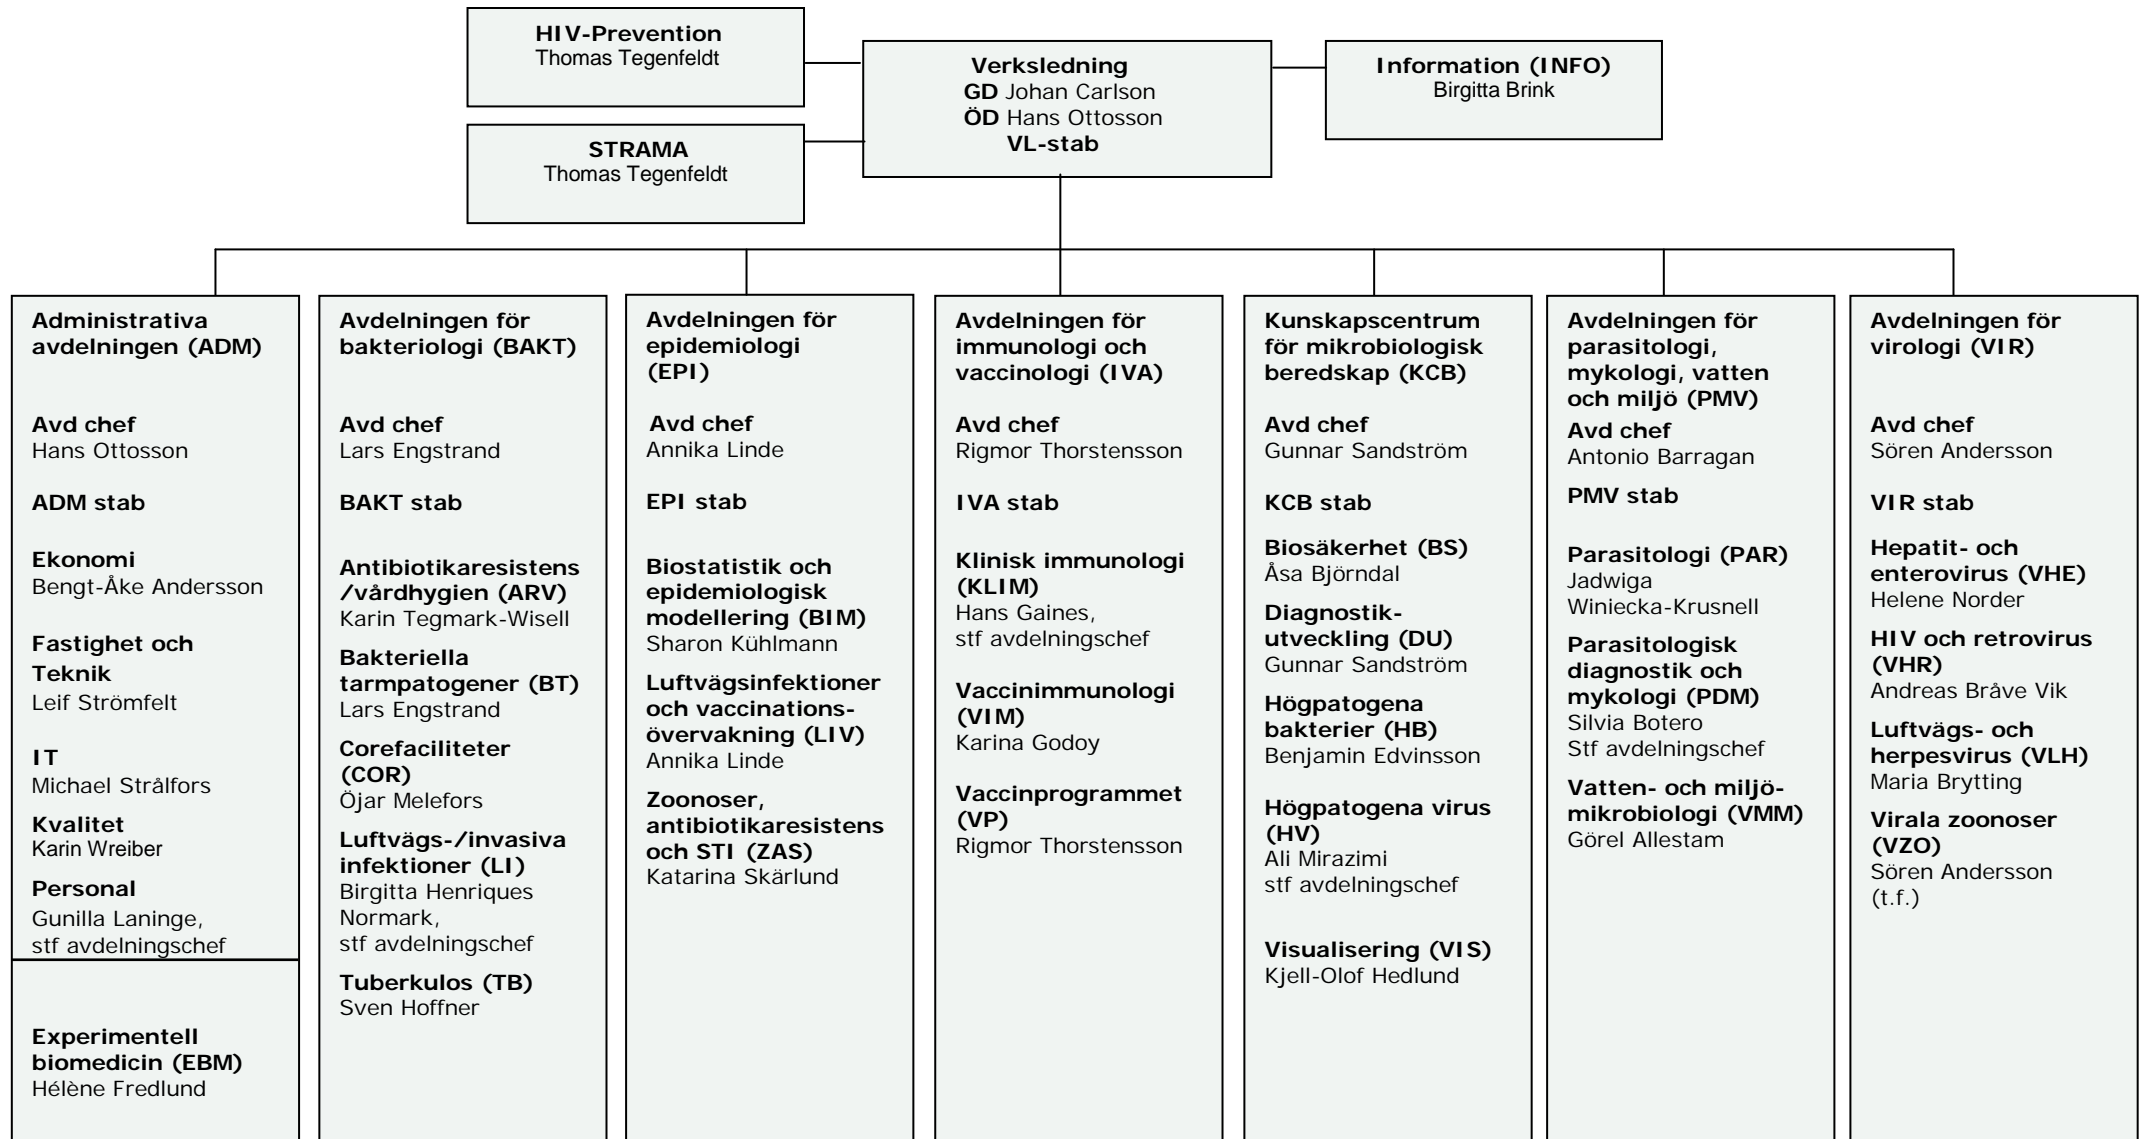 HIV-Prevention
Thomas Tegenfeldt
STRAMA
Thomas Tegenfeldt
Verksledning
GD Johan Carlson
ÖD Hans Ottosson
VL-stab
Information (INFO)
Birgitta Brink
Administrativa
avdelningen (ADM)
Avd chef
Hans Ottosson
ADM stab
Ekonomi
Bengt-Åke Andersson
Fastighet och
Teknik
Leif Strömfelt
IT
Michael Strålfors
Kvalitet
Karin Wreiber
Personal
Gunilla Laninge,
stf avdelningschef
Experimentell
biomedicin (EBM)
Hélène Fredlund
Avdelningen för
bakteriologi (BAKT)
Avd chef
Lars Engstrand
BAKT stab
Antibiotikaresistens
/vårdhygien (ARV)
Karin Tegmark-Wisell
Bakteriella
tarmpatogener (BT)
Lars Engstrand
Corefaciliteter
(COR)
Öjar Melefors
Luftvägs-/invasiva
infektioner (LI)
Birgitta Henriques
Normark,
stf avdelningschef
Tuberkulos (TB)
Sven Hoffner
Avdelningen för
epidemiologi
(EPI)
Avd chef
Annika Linde
EPI stab
Biostatistik och
epidemiologisk
modellering (BIM)
Sharon Kühlmann
Luftvägsinfektioner
och vaccinations-
övervakning (LIV)
Annika Linde
Zoonoser,
antibiotikaresistens
och STI (ZAS)
Katarina Skärlund
Avdelningen för
immunologi och
vaccinologi (IVA)
Avd chef
Rigmor Thorstensson
IVA stab
Klinisk immunologi
(KLIM)
Hans Gaines,
stf avdelningschef
Vaccinimmunologi
(VIM)
Karina Godoy
Vaccinprogrammet
(VP)
Rigmor Thorstensson
Kunskapscentrum
för mikrobiologisk
beredskap (KCB)
Avd chef
Gunnar Sandström
KCB stab
Biosäkerhet (BS)
Åsa Björndal
Diagnostik-
utveckling (DU)
Gunnar Sandström
Högpatogena
bakterier (HB)
Benjamin Edvinsson
Högpatogena virus
(HV)
Ali Mirazimi
stf avdelningschef
Visualisering (VIS)
Kjell-Olof Hedlund
Avdelningen för
parasitologi,
mykologi, vatten
och miljö (PMV)
Avd chef
Antonio Barragan
PMV stab
Parasitologi (PAR)
Jadwiga
Winiecka-Krusnell
Parasitologisk
diagnostik och
mykologi (PDM)
Silvia Botero
Stf avdelningschef
Vatten- och miljö-
mikrobiologi (VMM)
Görel Allestam
Avdelningen för
virologi (VIR)
Avd chef
Sören Andersson
VIR stab
Hepatit- och
enterovirus (VHE)
Helene Norder
HIV och retrovirus
(VHR)
Andreas Bråve Vik
Luftvägs- och
herpesvirus (VLH)
Maria Brytting
Virala zoonoser
(VZO)
Sören Andersson
(t.f.)